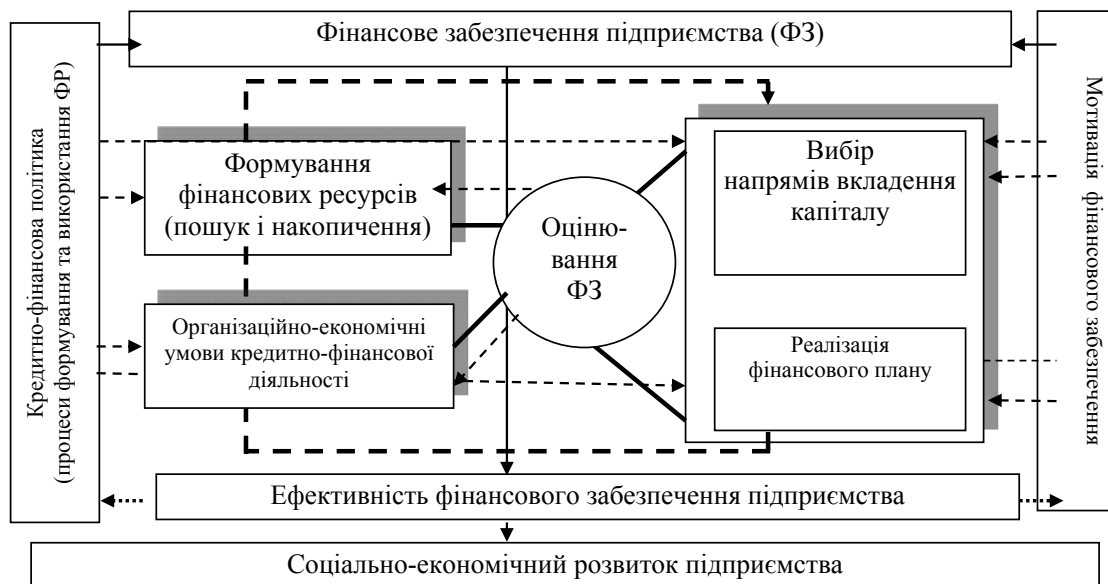 Фінансове забезпечення підприємства (ФЗ)
Кредитно-фінансова політика
(процеси формування та використання ФР)
Формування
фінансових ресурсів
(пошук і накопичення)
Організаційно-економічні
умови кредитно-фінансової
діяльності
Оціню-
вання
ФЗ
Вибір
напрямів вкладення
капіталу
Реалізація
фінансового плану
Мотивація фінансового забезпечення
Ефективність фінансового забезпечення підприємства
Соціально-економічний розвиток підприємства